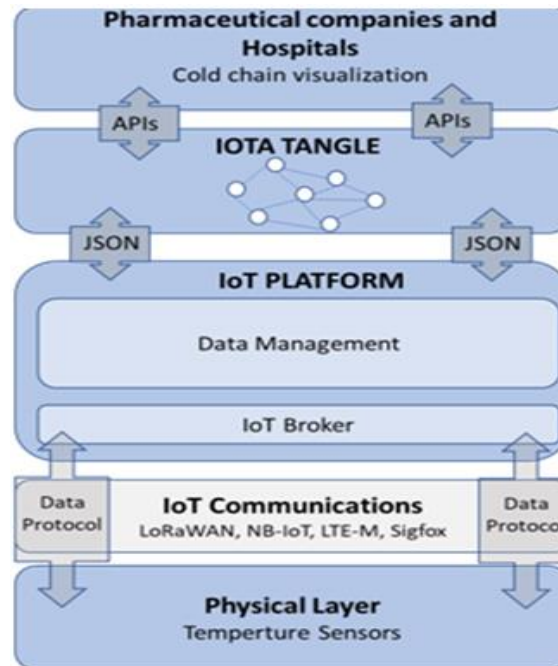 Pharmaceutical companies and
Hospitals
Cold chain visualization
APIs
APIs
IOTA TANGLE
JSON
JSON
IoT PLATFORM
Data Management
IoT Broker
Data
Protocol
IoT Communications
LoRaWAN, NB-IoT, LTE-M, Sigfox
Data
Protocol
Physical Layer
Temperture Sensors